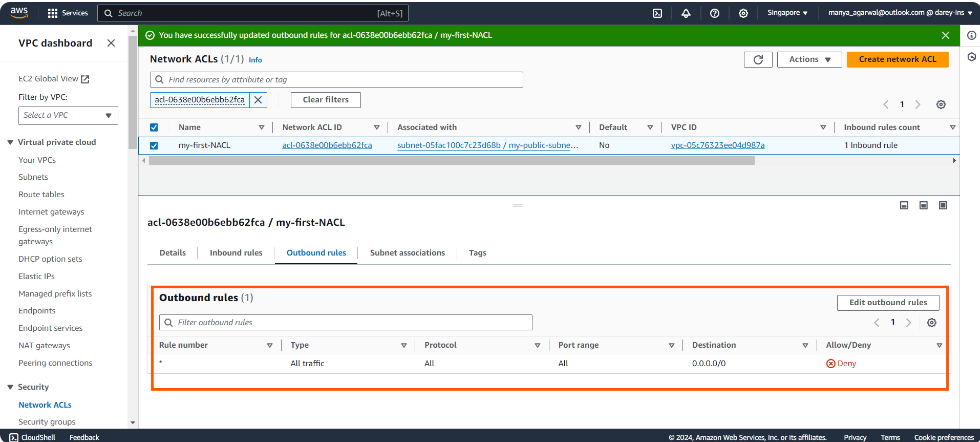 aws Services Search [Alt+S] Singapore ▼ manya_agarwal@outlook.com @ darey-ins ▼
VPC dashboard
EC2 Global View
Filter by VPC:
Select a VPC
Virtual private cloud
Your VPCs
Subnets
Route tables
Internet gateways
Egress-only internet
gateways
DHCP option sets
Elastic IPs
Managed prefix lists
Endpoints
Endpoint services
NAT gateways
Peering connections
Security
Network ACLs
Security groups
You have successfully updated outbound rules for acl-0638e00b6ebb62fca / my-first-NACL
Network ACLs (1/1) Info
Actions ▼ Create network ACL
Find resources by attribute or tag
acl-0638e00b6ebb62fca Clear filters
1
Name Network ACL ID Associated with Default VPC ID Inbound rules count
my-first-NACL acl-0638e00b6ebb62fca subnet-05fac100c7c23d68b / my-public-subne... No vpc-05c76323ee04d987a 1 Inbound rule
acl-0638e00b6ebb62fca / my-first-NACL
Details Inbound rules Outbound rules Subnet associations Tags
Outbound rules (1)
Edit outbound rules
Filter outbound rules
1
Rule number Type Protocol Port range Destination Allow/Deny
* All traffic All All 0.0.0.0/0 Deny
CloudShell Feedback © 2024, Amazon Web Services, Inc. or its affiliates. Privacy Terms Cookie preferences